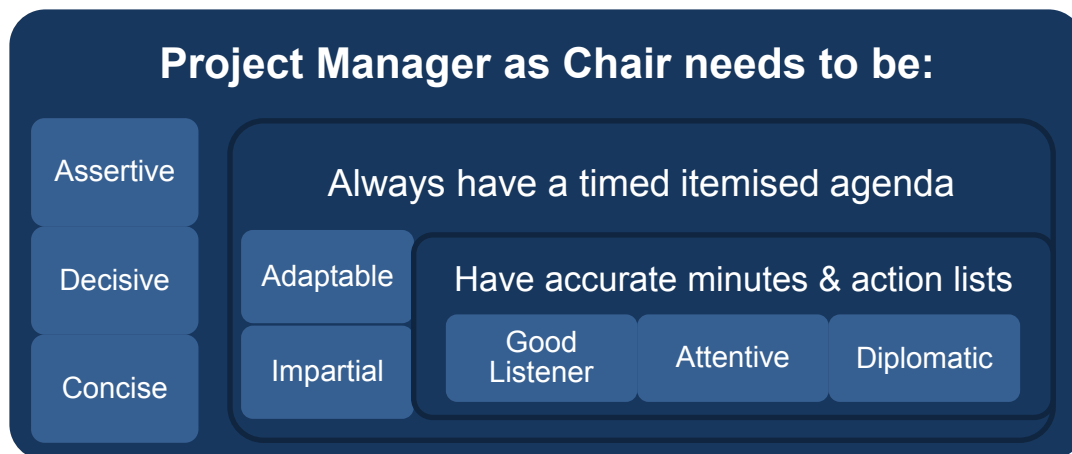 Project Manager as Chair needs to be:
Assertive
Decisive
Concise
Always have a timed itemised agenda
Adaptable
Impartial
Have accurate minutes & action lists
Good
Listener
Attentive
Diplomatic